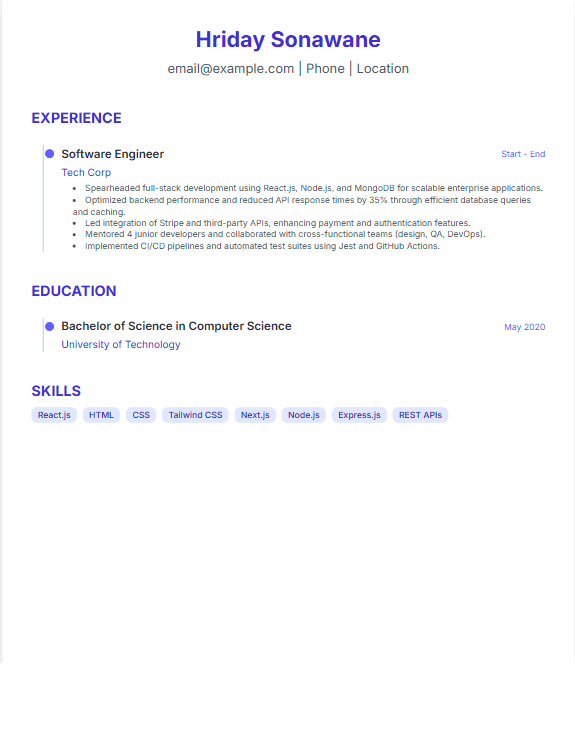 Hriday Sonawane
email@example.com | Phone | Location
EXPERIENCE
Software Engineer
Start - End
Tech Corp
• Spearheaded full-stack development using React.js, Node.js, and MongoDB for scalable enterprise applications.
• Optimized backend performance and reduced API response times by 35% through efficient database queries
and caching.
• Led integration of Stripe and third-party APIs, enhancing payment and authentication features.
• Mentored 4 junior developers and collaborated with cross-functional teams (design, QA, DevOps).
• Implemented CI/CD pipelines and automated test suites using Jest and GitHub Actions.
EDUCATION
Bachelor of Science in Computer Science
May 2020
University of Technology
SKILLS
React.js HTML CSS Tailwind CSS Next.js Node.js Express.js REST APIs